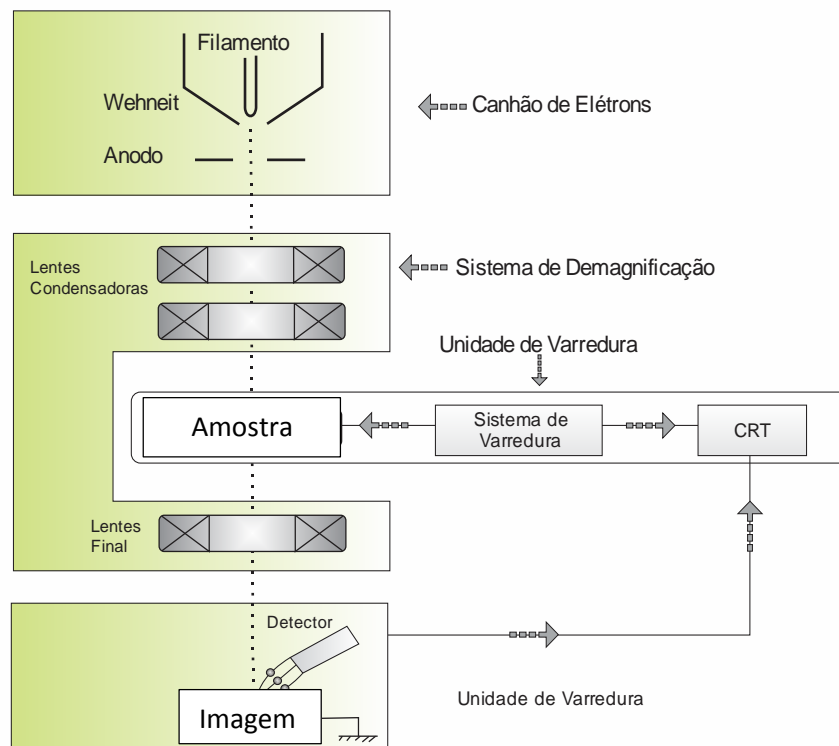 Filamento
Wehneit
Canhão de Elétrons
Anodo
Lentes
Condensadoras
Sistema de Demagnificação
Unidade de Varredura
Amostra
Sistema de
Varredura
CRT
Lentes
Final
Detector
Imagem
Unidade de Varredura